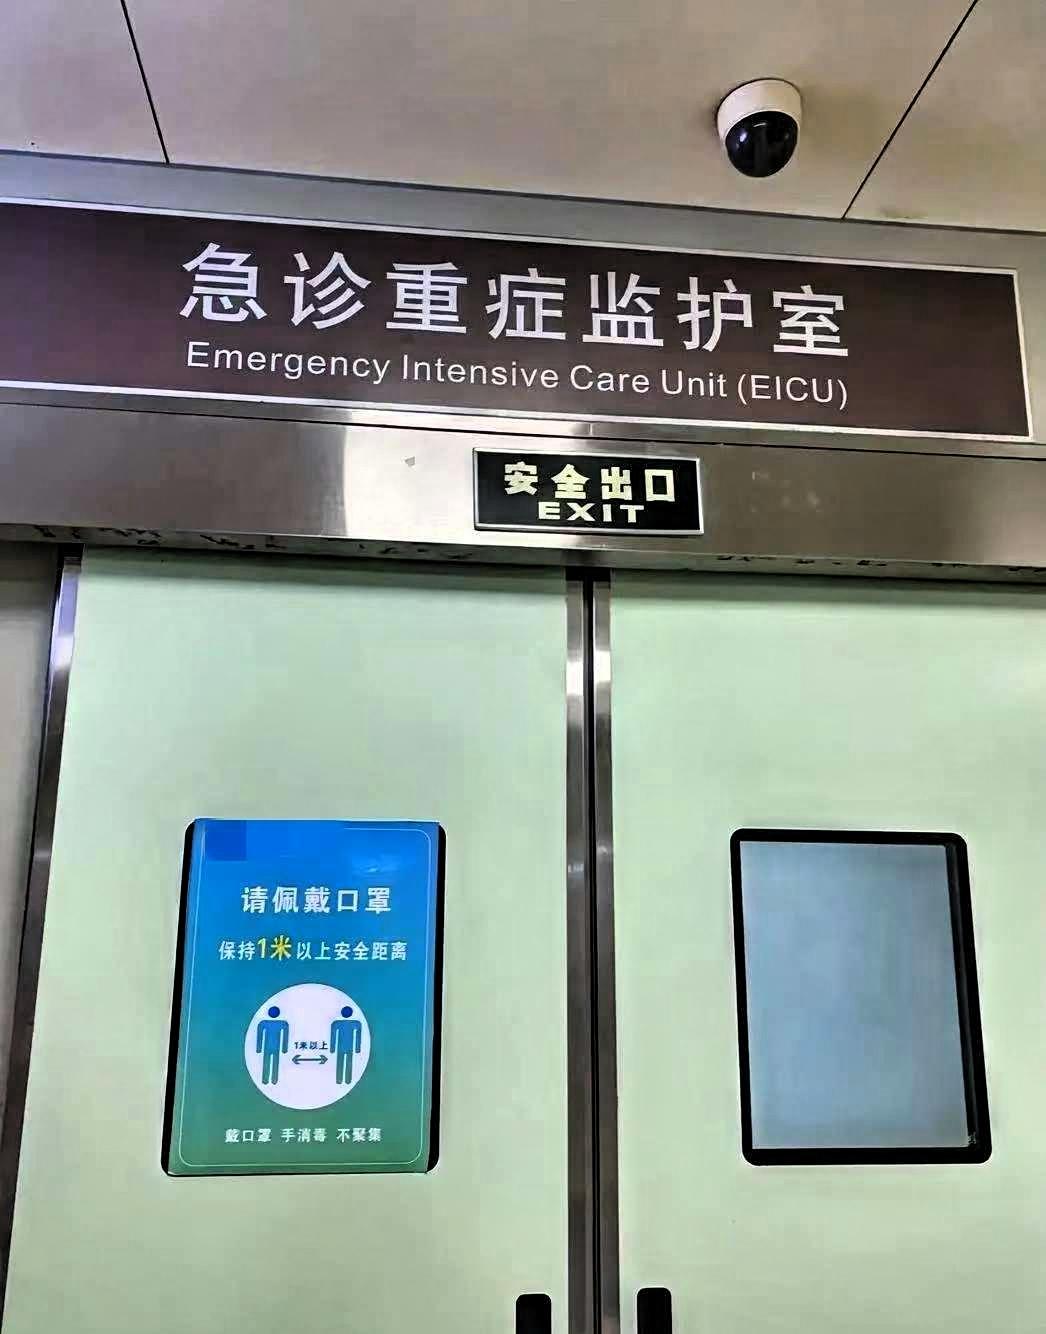 急诊重症监护室
Emergency Intensive Care Unit (EICU)
安全出口
EXIT
请佩戴口罩
保持1米以上安全距离
1米以上
戴口罩 手消毒 不聚集